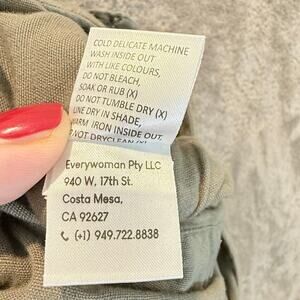 COLD DELICATE MACHINE
WASH INSIDE OUT
WITH LIKE COLOURS,
DO NOT BLEACH,
SOAK OR RUB (X)
DO NOT TUMBLE DRY (X)
LINE DRY IN SHADE,
WARM IRON INSIDE OUT
NOT DRYCLEAN (X)
Everywoman Pty LLC
940 W, 17th St.
Costa Mesa,
CA 92627
(+1) 949.722.8838